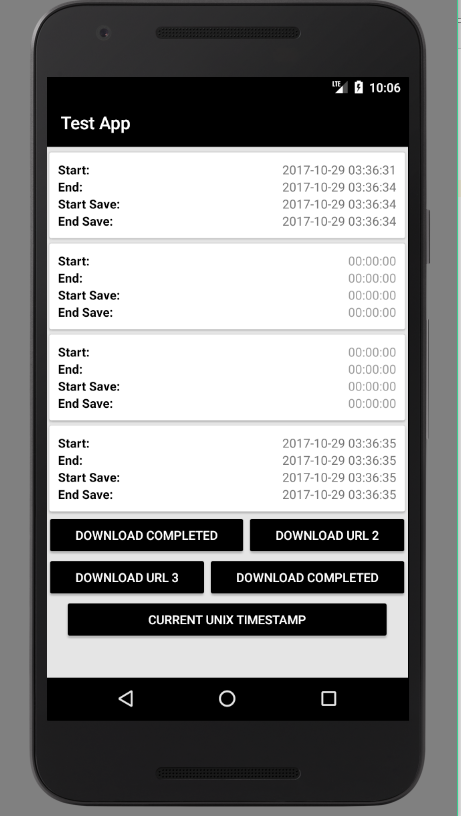 LTE 10:06
Test App
Start: 2017-10-29 03:36:31
End: 2017-10-29 03:36:34
Start Save: 2017-10-29 03:36:34
End Save: 2017-10-29 03:36:34
Start: 00:00:00
End: 00:00:00
Start Save: 00:00:00
End Save: 00:00:00
Start: 00:00:00
End: 00:00:00
Start Save: 00:00:00
End Save: 00:00:00
Start: 2017-10-29 03:36:35
End: 2017-10-29 03:36:35
Start Save: 2017-10-29 03:36:35
End Save: 2017-10-29 03:36:35
DOWNLOAD COMPLETED DOWNLOAD URL 2
DOWNLOAD URL 3 DOWNLOAD COMPLETED
CURRENT UNIX TIMESTAMP